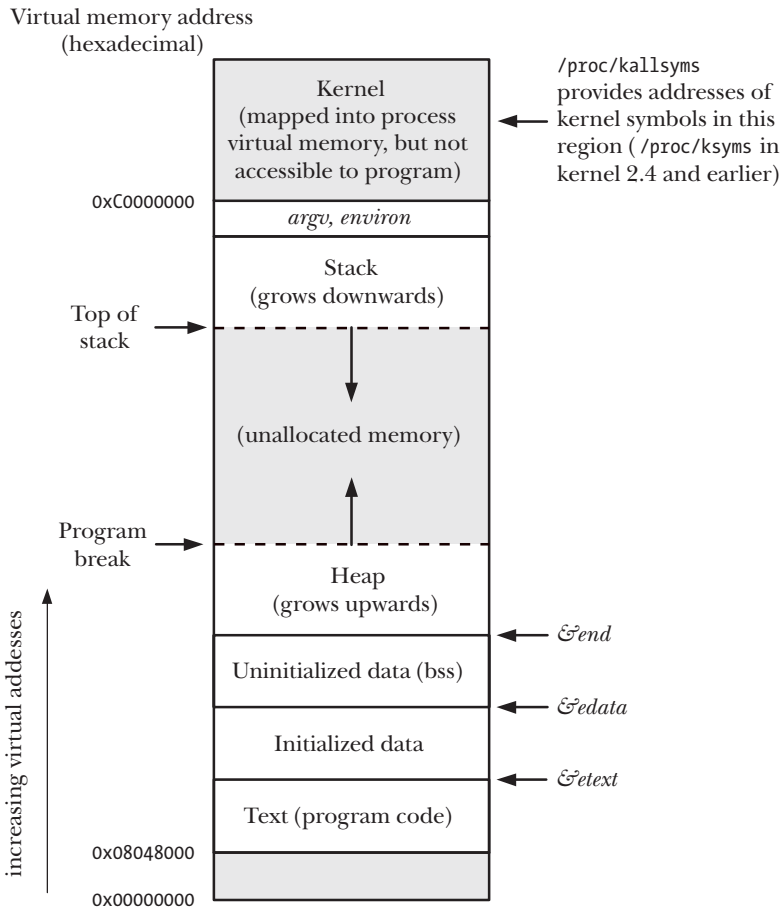 Virtual memory address
(hexadecimal)
/proc/kallsyms
provides addresses of
kernel symbols in this
region ( /proc/ksyms in
kernel 2.4 and earlier)
Kernel
(mapped into process
virtual memory, but not
accessible to program)
0xC0000000
argv, environ
Stack
(grows downwards)
Top of
stack
(unallocated memory)
Program
break
Heap
(grows upwards)
&end
Uninitialized data (bss)
&edata
Initialized data
&etext
Text (program code)
0x08048000
0x00000000
increasing virtual addesses